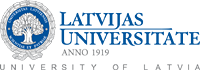 LATVIJAS
UNIVERSITĀTE
ANNO 1919
UNIVERSITY OF LATVIA